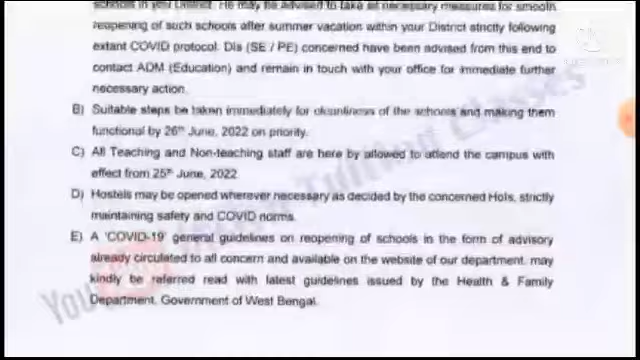 schools in you District. He may be advised to take all necessary measures for smooth
reopening of such schools after summer vacation within your District strictly following
extant COVID protocol. DIs (SE / PE) concerned have been advised from this end to
contact ADM (Education) and remain in touch with your office for immediate further
necessary action.
B) Suitable steps be taken immediately for cleanliness of the schools and making them
functional by 26th June, 2022 on priority.
C) All Teaching and Non-teaching staff are here by allowed to attend the campus with
effect from 25th June, 2022.
D) Hostels may be opened wherever necessary as decided by the concerned HoIs, strictly
maintaining safety and COVID norms.
E) A 'COVID-19' general guidelines on reopening of schools in the form of advisory
already circulated to all concern and available on the website of our department, may
kindly be referred read with latest guidelines issued by the Health & Family
Department, Government of West Bengal.
Tuition Classes